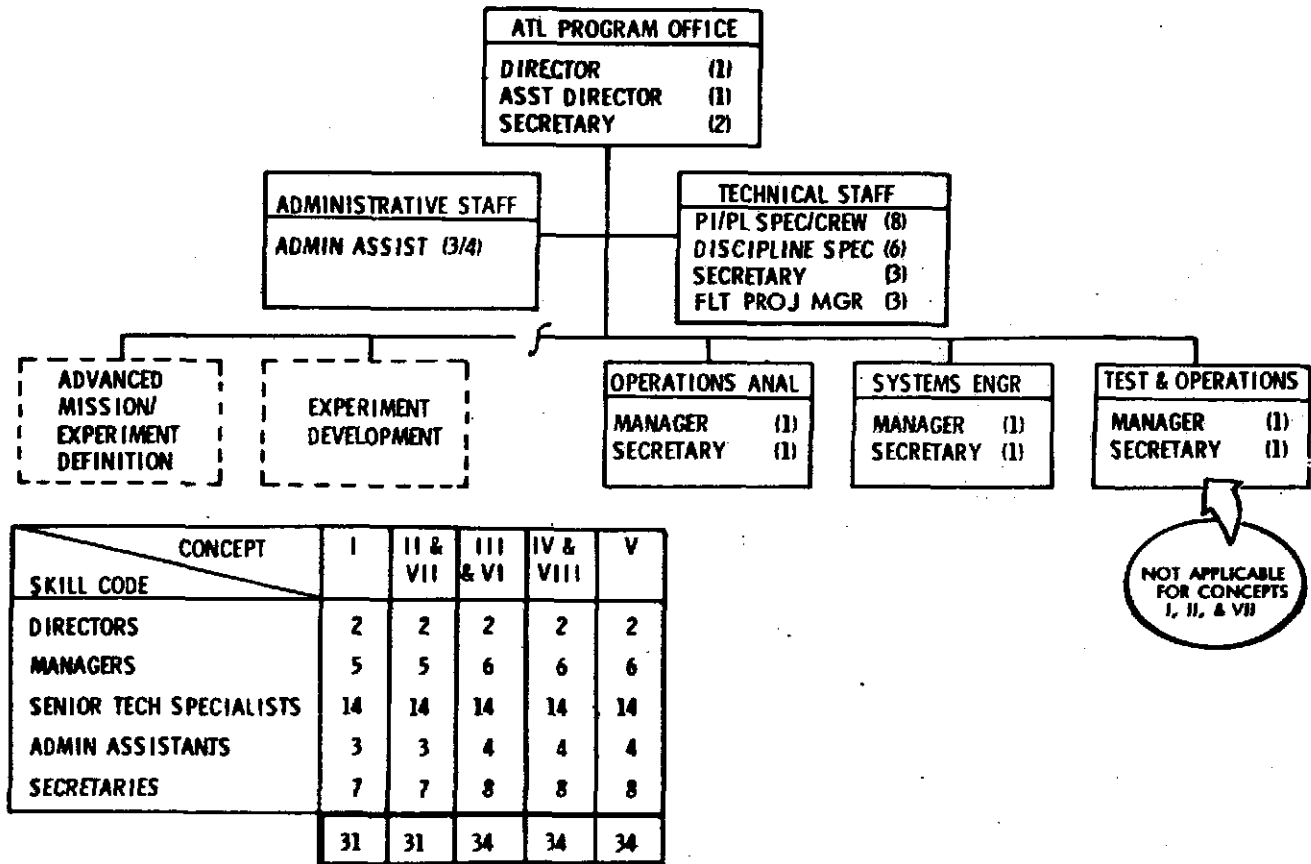 ATL PROGRAM OFFICE
DIRECTOR (1)
ASST DIRECTOR (1)
SECRETARY (2)
ADMINISTRATIVE STAFF
ADMIN ASSIST (3/4)
TECHNICAL STAFF
PI/PL SPEC/CREW (8)
DISCIPLINE SPEC (6)
SECRETARY (3)
FLT PROJ MGR (3)
ADVANCED
MISSION/
EXPERIMENT
DEFINITION
EXPERIMENT
DEVELOPMENT
OPERATIONS ANAL
MANAGER (1)
SECRETARY (1)
SYSTEMS ENGR
MANAGER (1)
SECRETARY (1)
TEST & OPERATIONS
MANAGER (1)
SECRETARY (1)
NOT APPLICABLE
FOR CONCEPTS
I, II, & VII
CONCEPT I II & III IV & V
VII & VI VIII
SKILL CODE
DIRECTORS 2 2 2 2 2
MANAGERS 5 5 6 6 6
SENIOR TECH SPECIALISTS 14 14 14 14 14
ADMIN ASSISTANTS 3 3 4 4 4
SECRETARIES 7 7 8 8 8
31 31 34 34 34